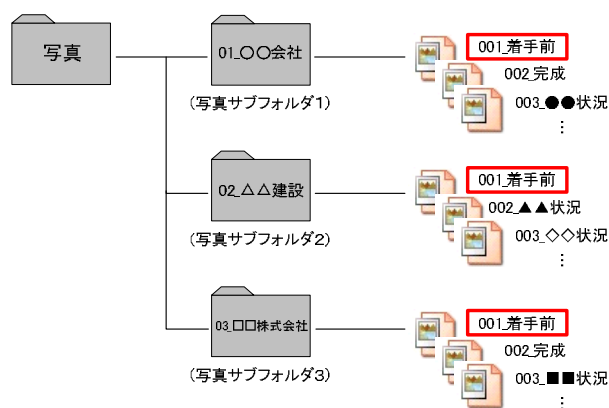 写真
01_〇〇会社
(写真サブフォルダ1)
001_着手前
002_完成
003_●●状況
⋮
02_△△建設
(写真サブフォルダ2)
001_着手前
002_▲▲状況
003_◇◇状況
⋮
03_□□株式会社
(写真サブフォルダ3)
001_着手前
002_完成
003_■■状況
⋮